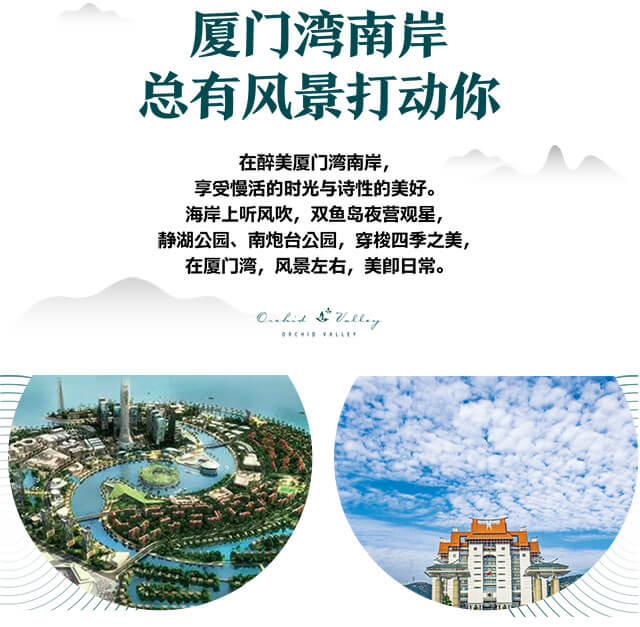 厦门湾南岸
总有风景打动你
在醉美厦门湾南岸，
享受慢活的时光与诗性的美好。
海岸上听风吹，双鱼岛夜营观星，
静湖公园、南炮台公园，穿梭四季之美，
在厦门湾，风景左右，美即日常。
Orchid Valley
ORCHID VALLEY